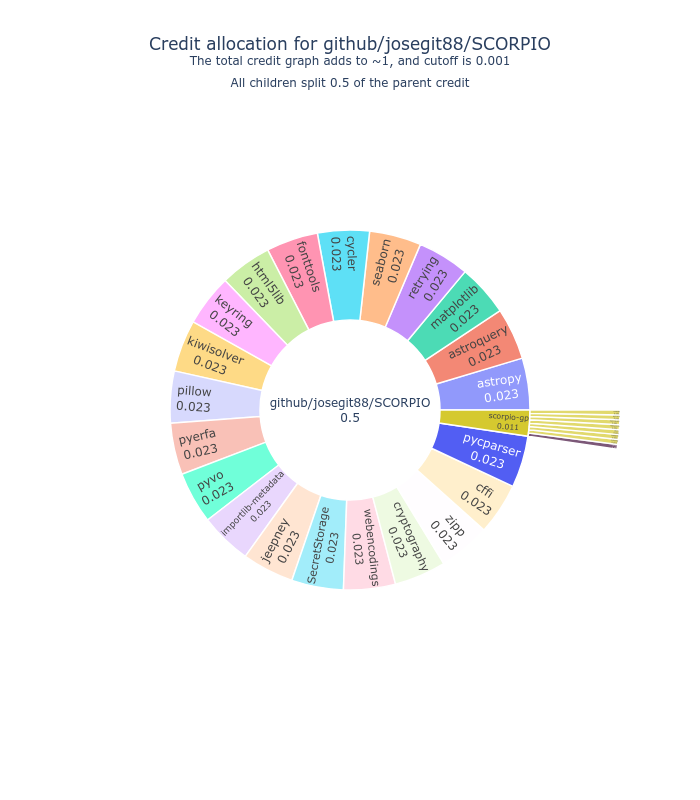 Credit allocation for github/josegit88/SCORPIO
The total credit graph adds to ~1, and cutoff is 0.001
All children split 0.5 of the parent credit
github/josegit88/SCORPIO
0.5
astropy
0.023
astroquery
0.023
matplotlib
0.023
retrying
0.023
seaborn
0.023
cycler
0.023
fonttools
0.023
html5lib
0.023
keyring
0.023
kiwisolver
0.023
pillow
0.023
pyerfa
0.023
pyvo
0.023
importlib-metadata
0.023
jeepney
0.023
SecretStorage
0.023
webencodings
0.023
cryptography
0.023
zipp
0.023
cffi
0.023
pycparser
0.023
scorpio-gp
0.011